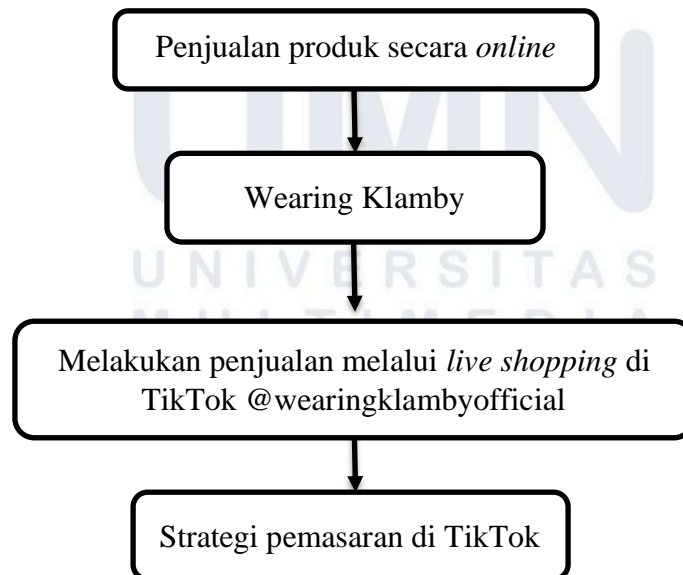 Penjualan produk secara online
Wearing Klamby
UNIVERSITAS
MULTIMEDIA
Melakukan penjualan melalui live shopping di
TikTok @wearingklambyofficial
Strategi pemasaran di TikTok